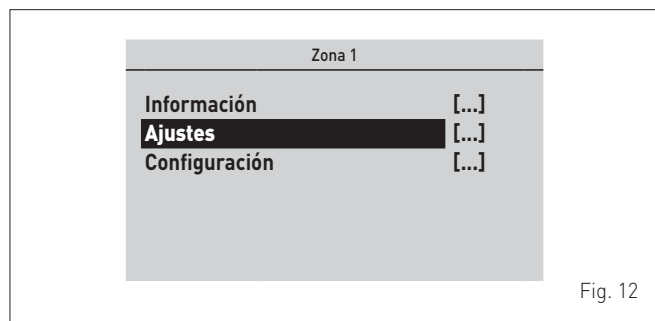 Zona 1
Información [...]
Ajustes [...]
Configuración [...]
Fig. 12